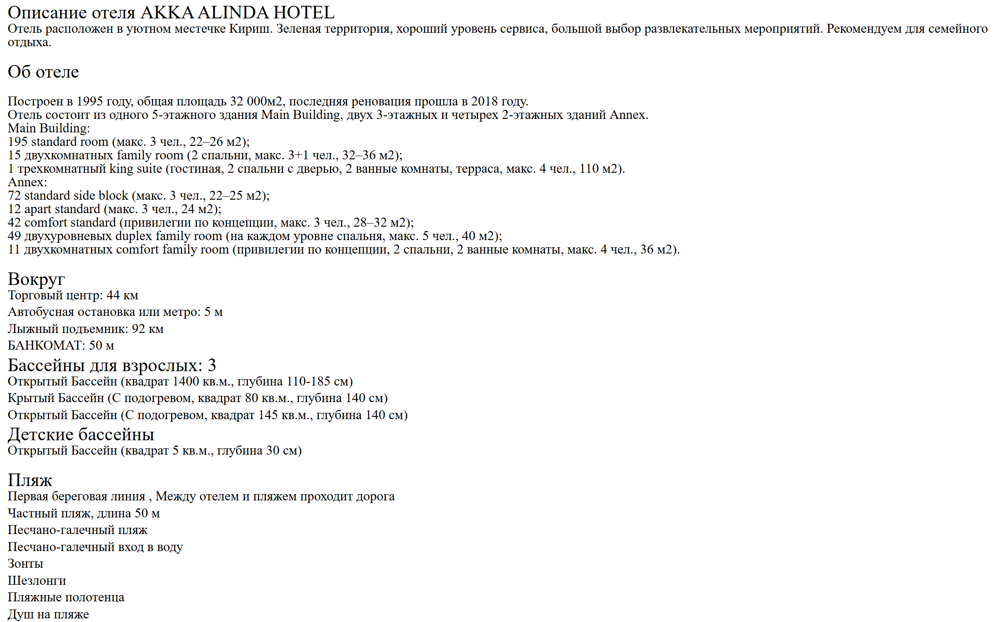 Описание отеля AKKA ALINDA HOTEL
Отель расположен в уютном местечке Кириш. Зеленая территория, хороший уровень сервиса, большой выбор развлекательных мероприятий. Рекомендуем для семейного
отдыха.
Об отеле
Построен в 1995 году, общая площадь 32 000м2, последняя реновация прошла в 2018 году.
Отель состоит из одного 5-этажного здания Main Building, двух 3-этажных и четырех 2-этажных зданий Annex.
Main Building:
195 standard room (макс. 3 чел., 22–26 м2);
15 двухкомнатных family room (2 спальни, макс. 3+1 чел., 32–36 м2);
1 трехкомнатный king suite (гостиная, 2 спальни с дверью, 2 ванные комнаты, терраса, макс. 4 чел., 110 м2).
Annex:
72 standard side block (макс. 3 чел., 22–25 м2);
12 apart standard (макс. 3 чел., 24 м2);
42 comfort standard (привилегии по концепции, макс. 3 чел., 28–32 м2);
49 двухуровневых duplex family room (на каждом уровне спальня, макс. 5 чел., 40 м2);
11 двухкомнатных comfort family room (привилегии по концепции, 2 спальни, 2 ванные комнаты, макс. 4 чел., 36 м2).
Вокруг
Торговый центр: 44 км
Автобусная остановка или метро: 5 м
Лыжный подъемник: 92 км
БАНКОМАТ: 50 м
Бассейны для взрослых: 3
Открытый Бассейн (квадрат 1400 кв.м., глубина 110-185 см)
Крытый Бассейн (С подогревом, квадрат 80 кв.м., глубина 140 см)
Открытый Бассейн (С подогревом, квадрат 145 кв.м., глубина 140 см)
Детские бассейны
Открытый Бассейн (квадрат 5 кв.м., глубина 30 см)
Пляж
Первая береговая линия , Между отелем и пляжем проходит дорога
Частный пляж, длина 50 м
Песчано-галечный пляж
Песчано-галечный вход в воду
Зонты
Шезлонги
Пляжные полотенца
Душ на пляже